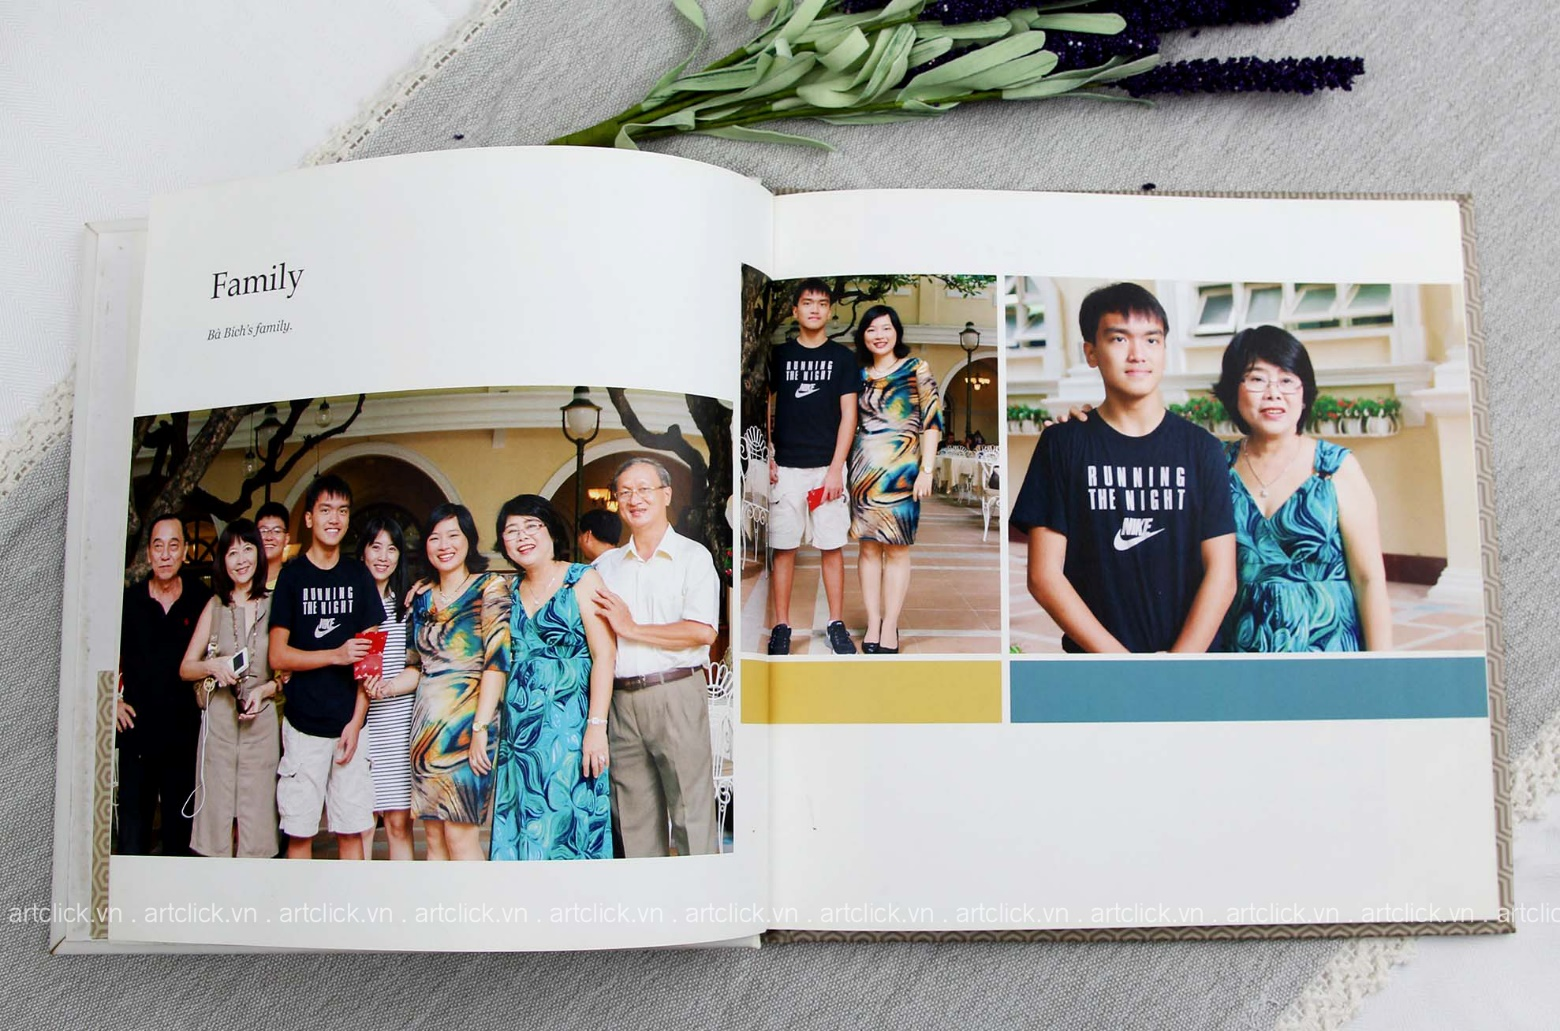 Family
Bà Bích's family.
RUNNING
THE NIGHT
NIKE
RUNNING
THE NIGHT
NIKE
RUNNING
THE NIGHT
NIKE
artclick.vn . artclick.vn . artclick.vn . artclick.vn . artclick.vn . artclick.vn . artclick.vn . artclick.vn . artclick.vn . artclick.vn . artclick.vn . artclick